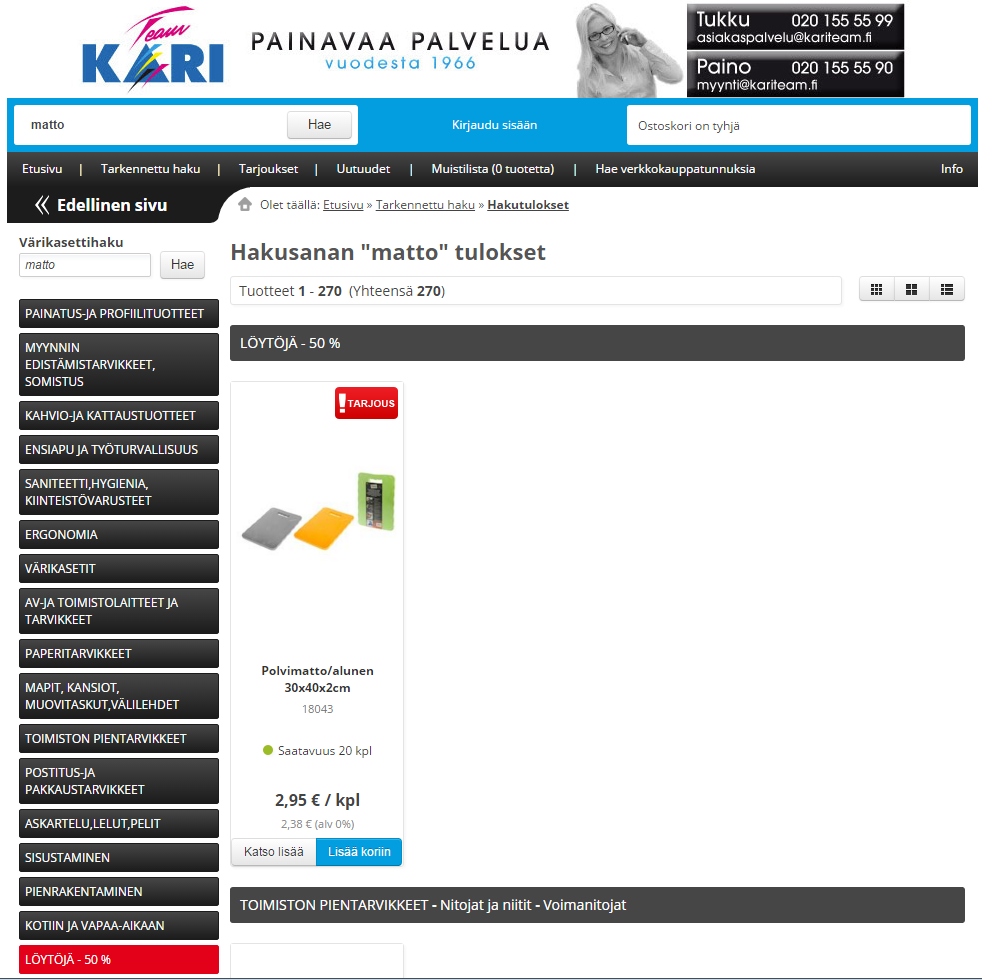 Team
KARI
PAINAVAA PALVELUA
vuodesta 1966
Tukku 020 155 55 99
asiakaspalvelu@kariteam.fi
Paino 020 155 55 90
myynti@kariteam.fi
matto
Hae
Kirjaudu sisään
Ostoskori on tyhjä
Etusivu | Tarkennettu haku | Tarjoukset | Uutuudet | Muistilista (0 tuotetta) | Hae verkkokauppatunnuksia
Info
Edellinen sivu
Olet täällä: Etusivu » Tarkennettu haku » Hakutulokset
Värikasettihaku
matto
Hae
PAINATUS-JA PROFIILITUOTTEET
MYYNNIN
EDISTÄMISTARVIKKEET,
SOMISTUS
KAHVIO-JA KATTAUSTUOTTEET
ENSIAPU JA TYÖTURVALLISUUS
SANITEETTI,HYGIENIA,
KIINTEISTÖVARUSTEET
ERGONOMIA
VÄRIKASETIT
AV-JA TOIMISTOLAITTEET JA
TARVIKKEET
PAPERITARVIKKEET
MAPIT, KANSIOT,
MUOVITASKUT,VÄLILEHDET
TOIMISTON PIENTARVIKKEET
POSTITUS-JA
PAKKAUSTARVIKKEET
ASKARTELU,LELUT,PELIT
SISUSTAMINEN
PIENRAKENTAMINEN
KOTIIN JA VAPAA-AIKAAN
LÖYTÖJÄ - 50 %
Hakusanan "matto" tulokset
Tuotteet 1 - 270 (Yhteensä 270)
LÖYTÖJÄ - 50 %
!TARJOUS
Polvimatto/alunen
30x40x2cm
18043
Saatavuus 20 kpl
2,95 € / kpl
2,38 € (alv 0%)
Katso lisää
Lisää koriin
TOIMISTON PIENTARVIKKEET - Nitojat ja niitit - Voimanitojat